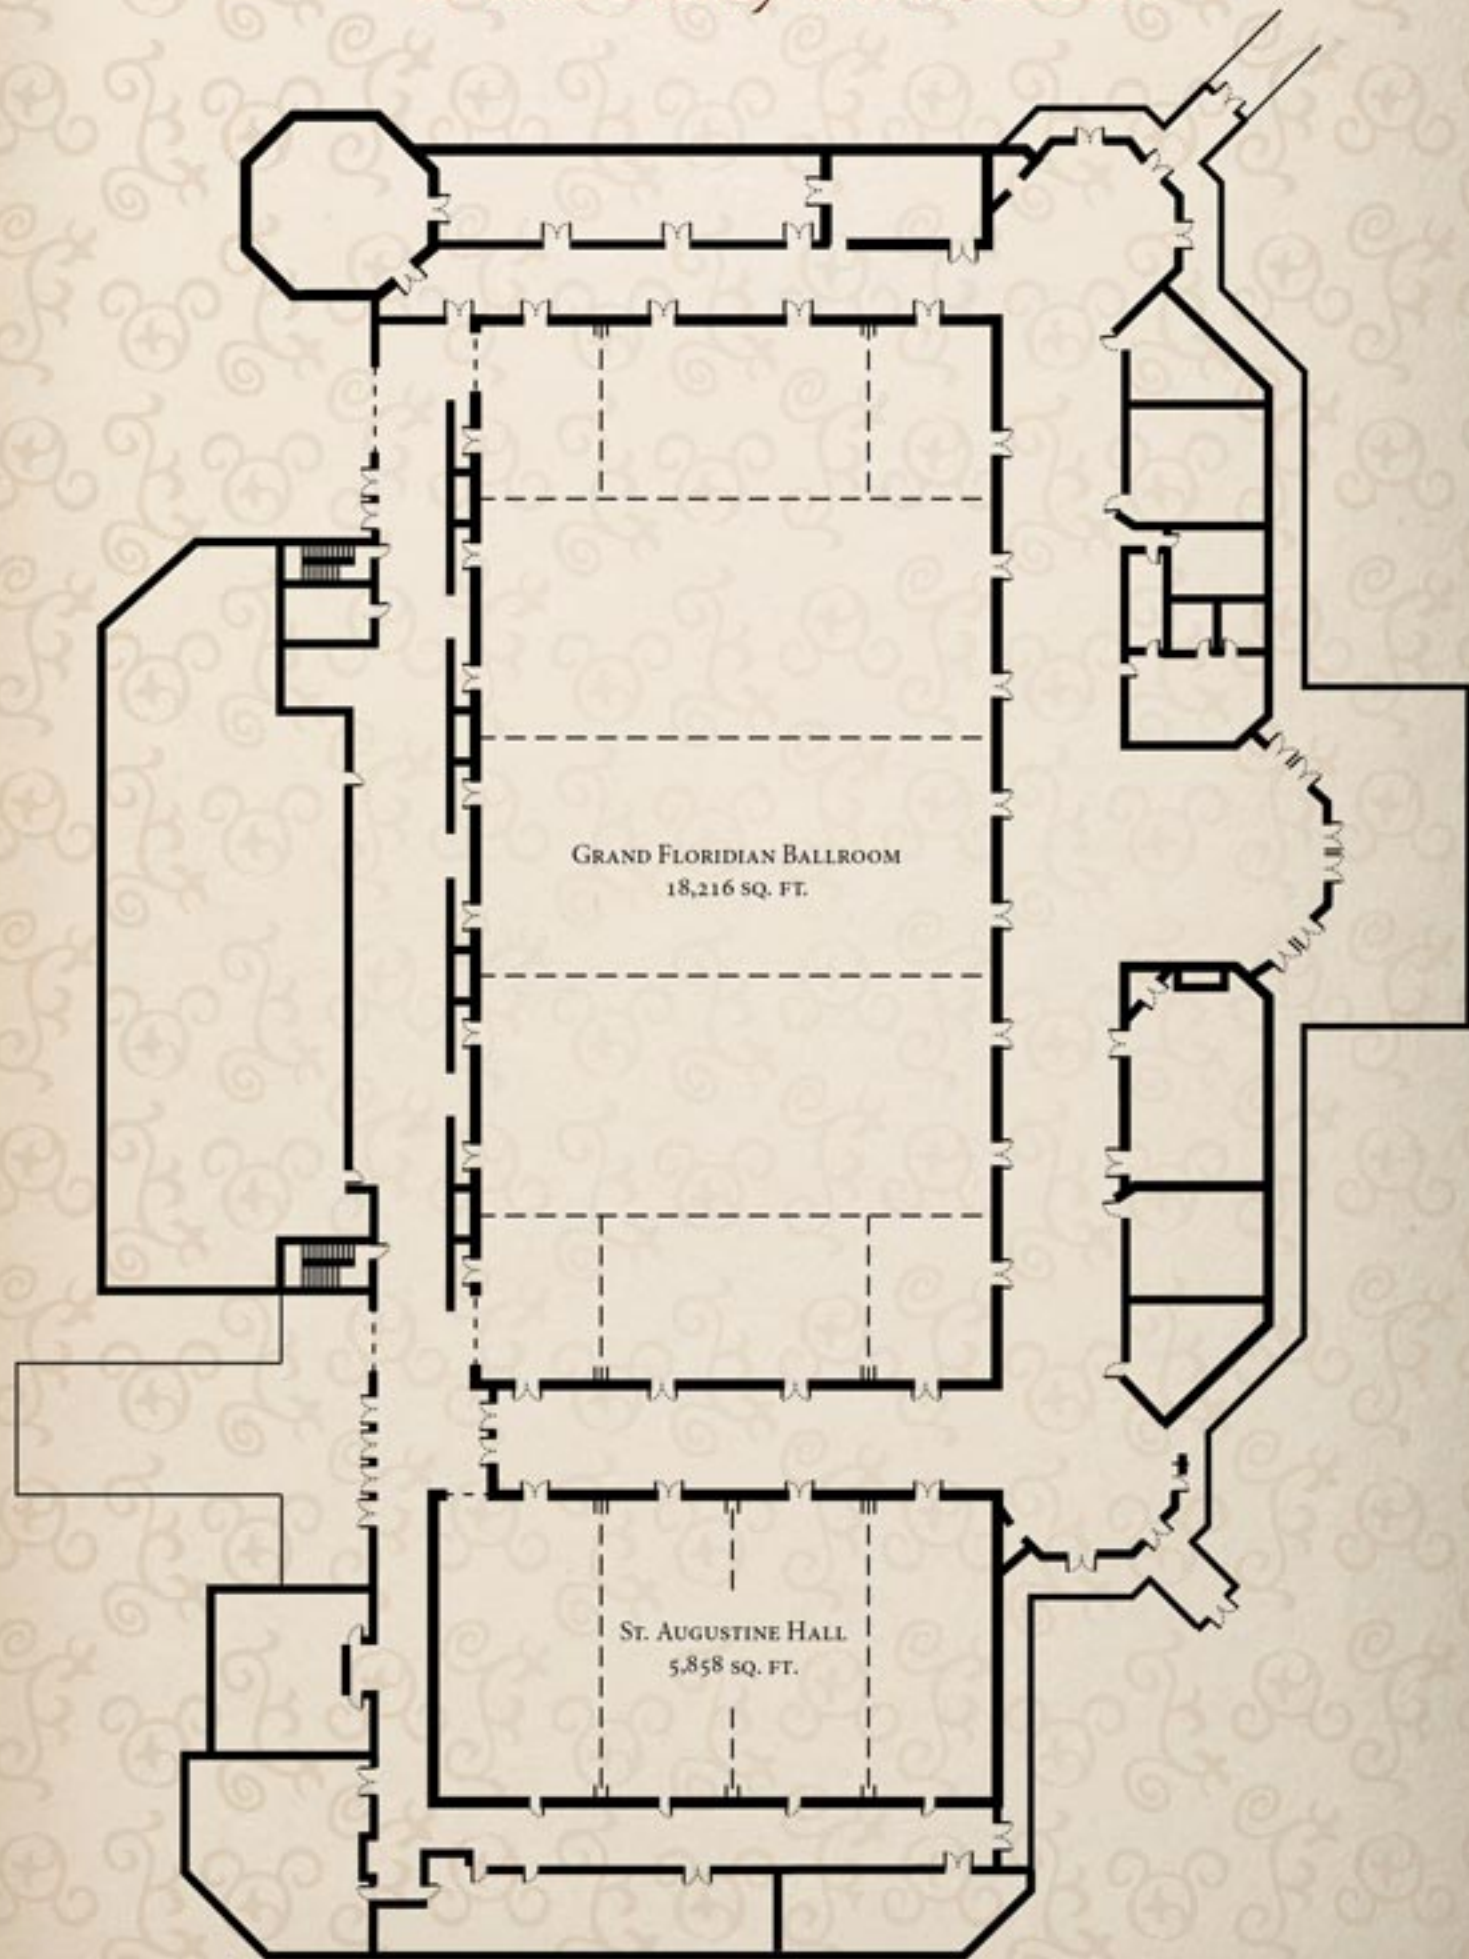 Grand Floridian Ballroom
18,216 sq. ft.
St. Augustine Hall
5,858 sq. ft.